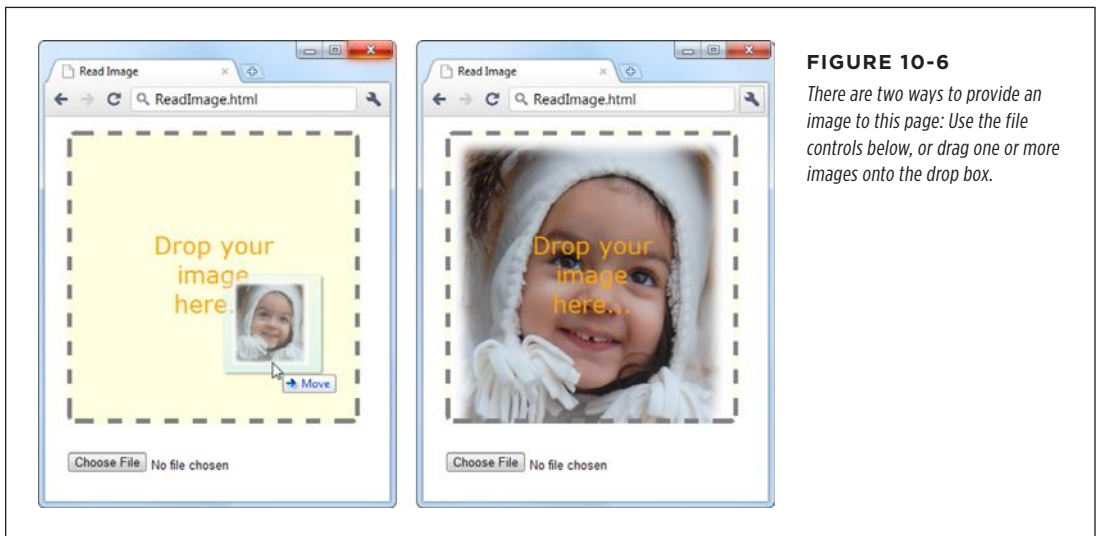 Read Image
ReadImage.html
Drop your
image
here.
Move
Choose File No file chosen
Read Image
ReadImage.html
Drop your
image
here...
Choose File No file chosen
FIGURE 10-6
There are two ways to provide an
image to this page: Use the file
controls below, or drag one or more
images onto the drop box.